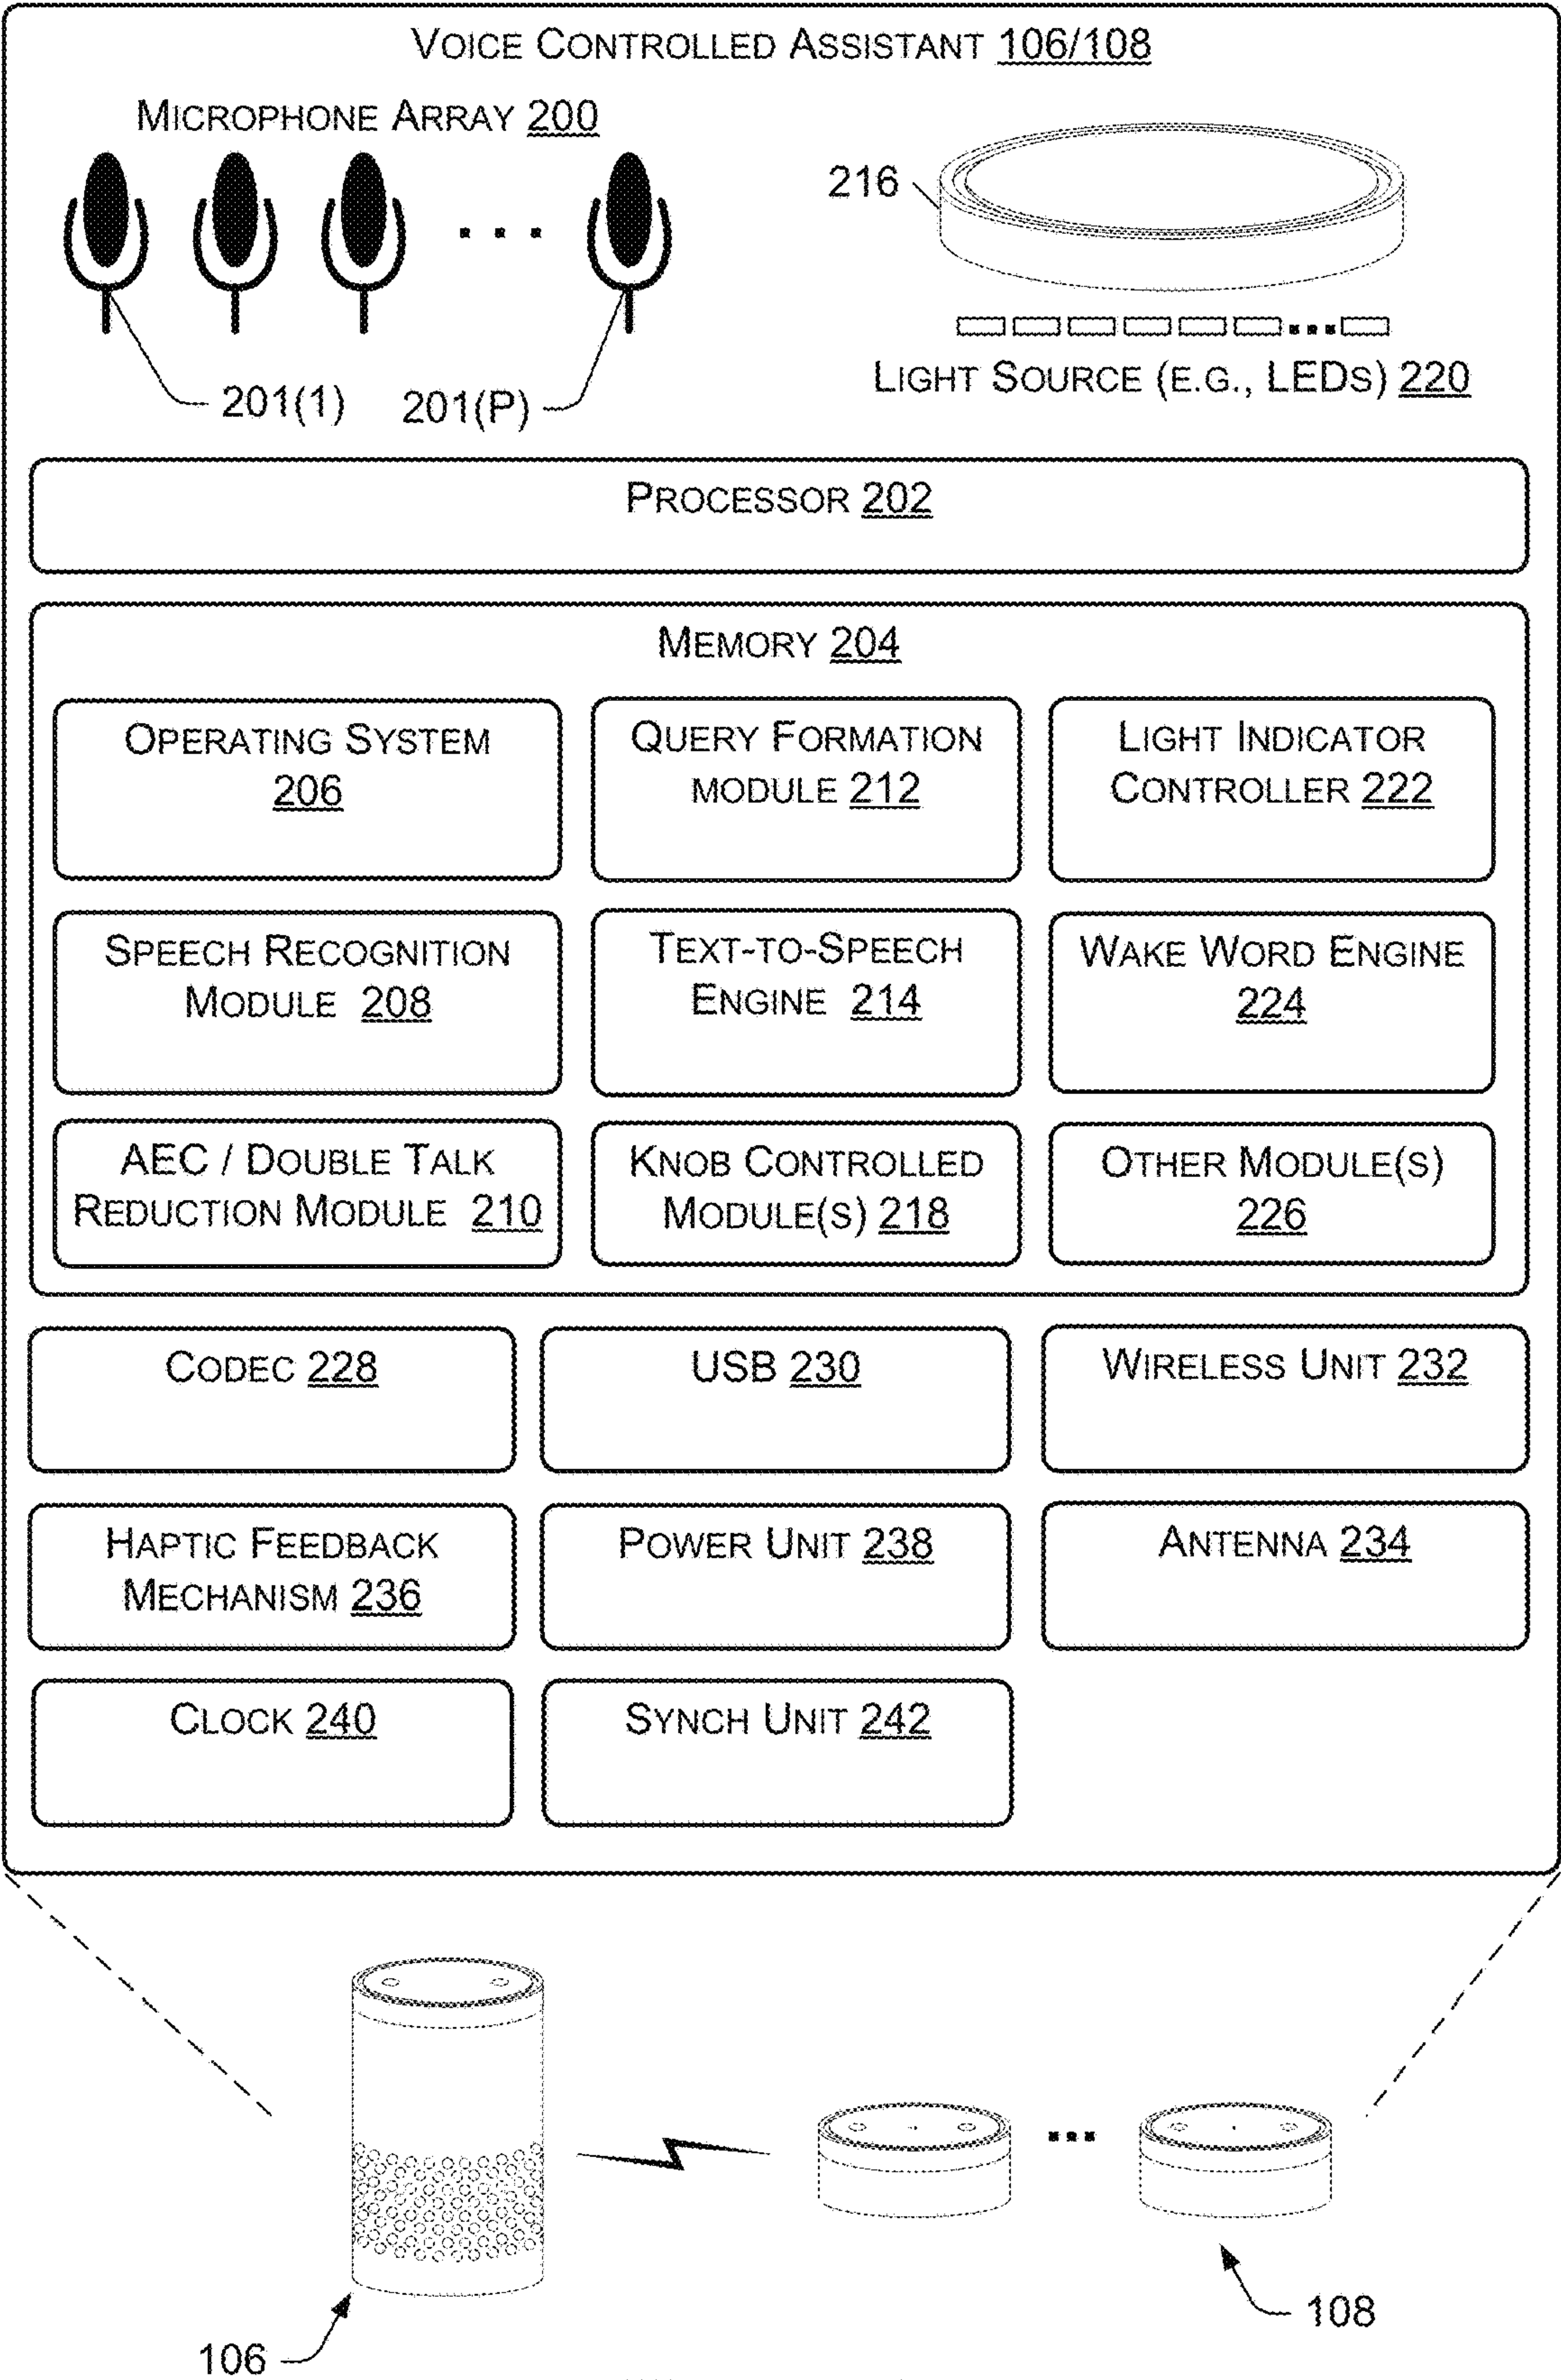 VOICE CONTROLLED ASSISTANT 106/108
MICROPHONE ARRAY 200
216
201(1)
201(P)
LIGHT SOURCE (E.G., LEDS) 220
PROCESSOR 202
MEMORY 204
OPERATING SYSTEM
206
QUERY FORMATION
MODULE 212
LIGHT INDICATOR
CONTROLLER 222
SPEECH RECOGNITION
MODULE 208
TEXT-TO-SPEECH
ENGINE 214
WAKE WORD ENGINE
224
AEC / DOUBLE TALK
REDUCTION MODULE 210
KNOB CONTROLLED
MODULE(S) 218
OTHER MODULE(S)
226
CODEC 228
USB 230
WIRELESS UNIT 232
HAPTIC FEEDBACK
MECHANISM 236
POWER UNIT 238
ANTENNA 234
CLOCK 240
SYNCH UNIT 242
108
106